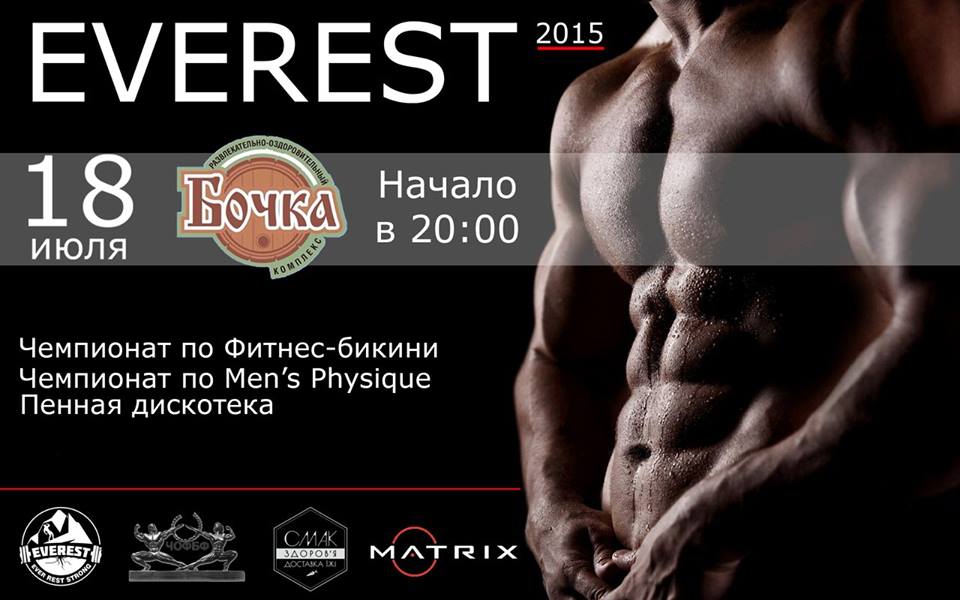 EVEREST
2015
18
июля
РАЗВЛЕКАТЕЛЬНО-ОЗДОРОВИТЕЛЬНЫЙ
Бочка
КОМПЛЕКС
Начало
в 20:00
Чемпионат по Фитнес-бикини
Чемпионат по Men’s Physique
Пенная дискотека
EVEREST
EVER REST STRONG
ЧОФБФ
СМАК
ЗДОРОВ'Я
ДОСТАВКА ЇЖІ
MATRIX